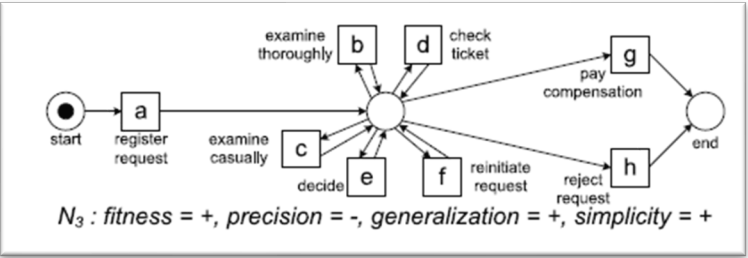 examine
thoroughly
b
d
check
ticket
g
pay
compensation
start
a
register
request
examine
casually
c
decide
e
f
reinitiate
request
reject
request
h
end
N₃ : fitness = +, precision = -, generalization = +, simplicity = +